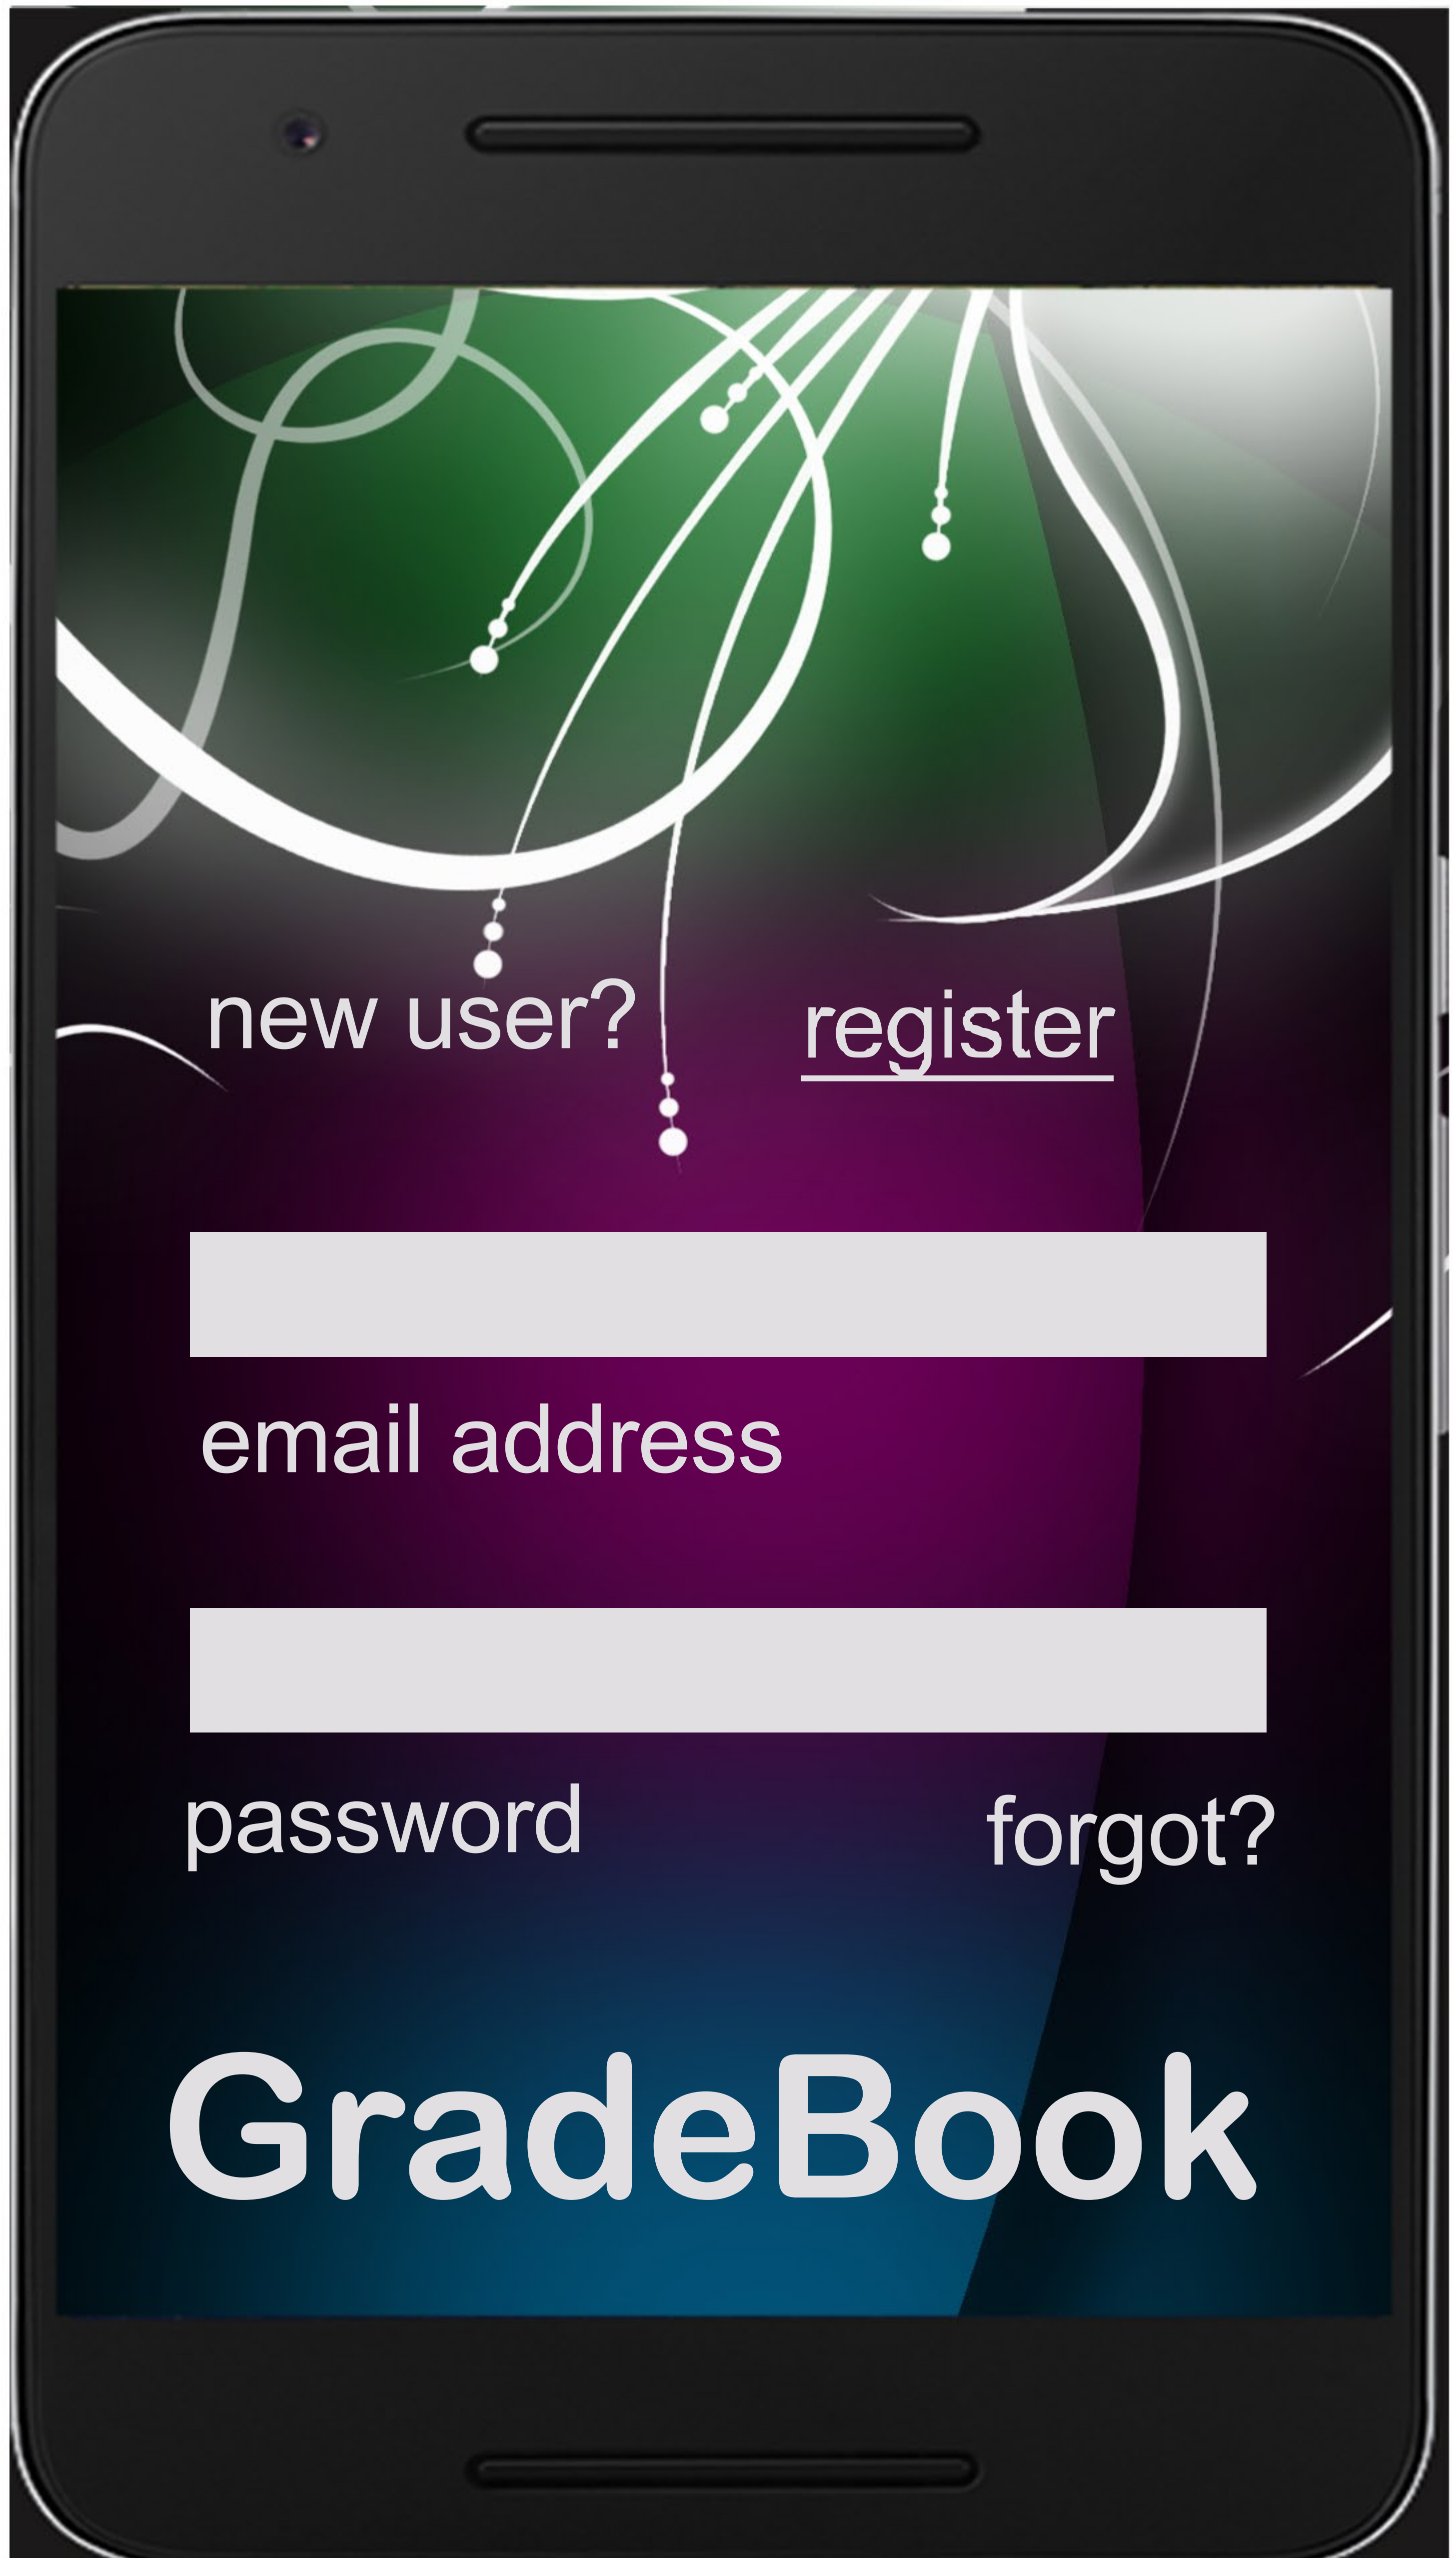 new user? register
email address
password forgot?
GradeBook